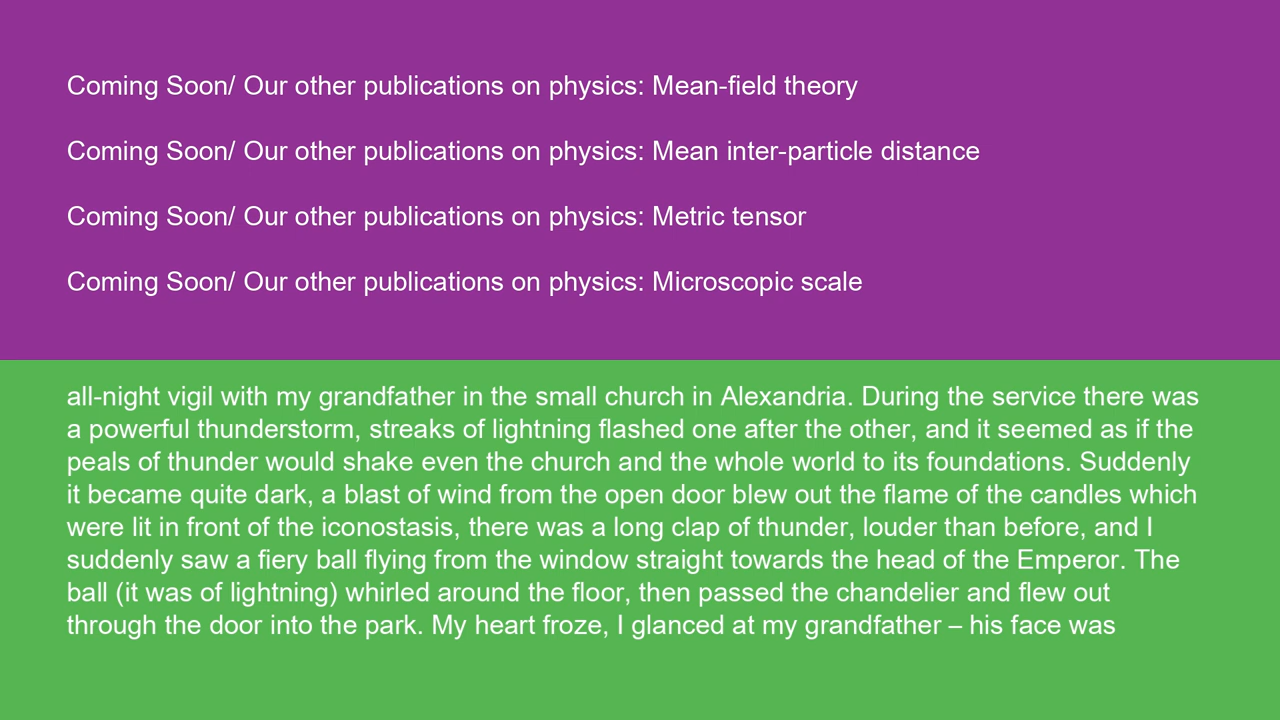 Coming Soon/ Our other publications on physics: Mean-field theory
Coming Soon/ Our other publications on physics: Mean inter-particle distance
Coming Soon/ Our other publications on physics: Metric tensor
Coming Soon/ Our other publications on physics: Microscopic scale
all-night vigil with my grandfather in the small church in Alexandria. During the service there was
a powerful thunderstorm, streaks of lightning flashed one after the other, and it seemed as if the
peals of thunder would shake even the church and the whole world to its foundations. Suddenly
it became quite dark, a blast of wind from the open door blew out the flame of the candles which
were lit in front of the iconostasis, there was a long clap of thunder, louder than before, and I
suddenly saw a fiery ball flying from the window straight towards the head of the Emperor. The
ball (it was of lightning) whirled around the floor, then passed the chandelier and flew out
through the door into the park. My heart froze, I glanced at my grandfather – his face was